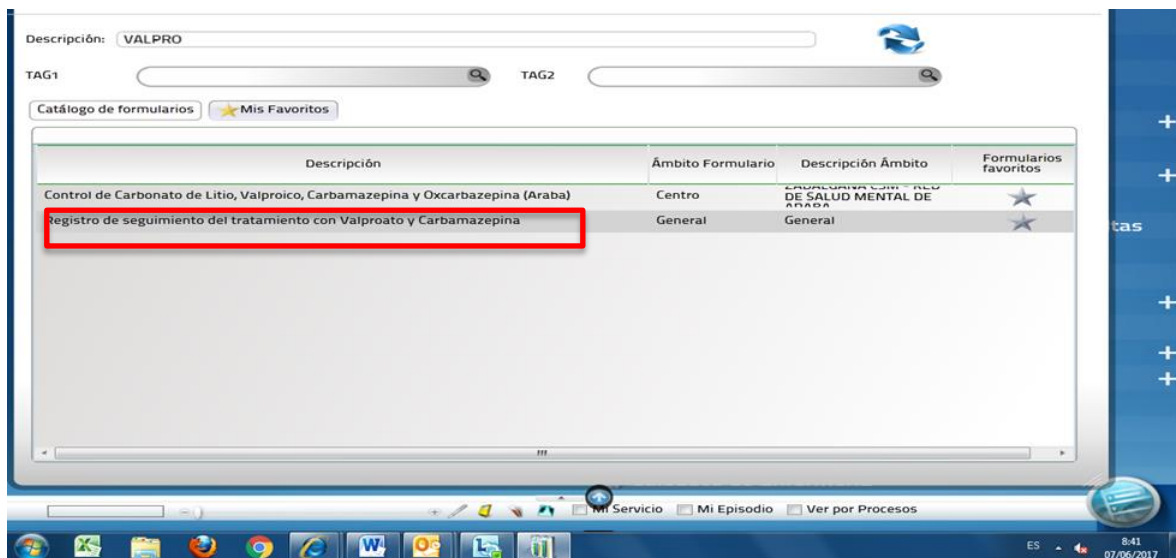 Descripción: VALPRO
TAG1 TAG2
Catálogo de formularios Mis Favoritos
Descripción Ámbito Formulario Descripción Ámbito Formularios favoritos
Control de Carbonato de Litio, Valproico, Carbamazepina y Oxcarbazepina (Araba) Centro DE SALUD MENTAL DE
Registro de seguimiento del tratamiento con Valproato y Carbamazepina General General
tas
Mi Servicio Mi Episodio Ver por Procesos
ES 8:41
07/06/2017